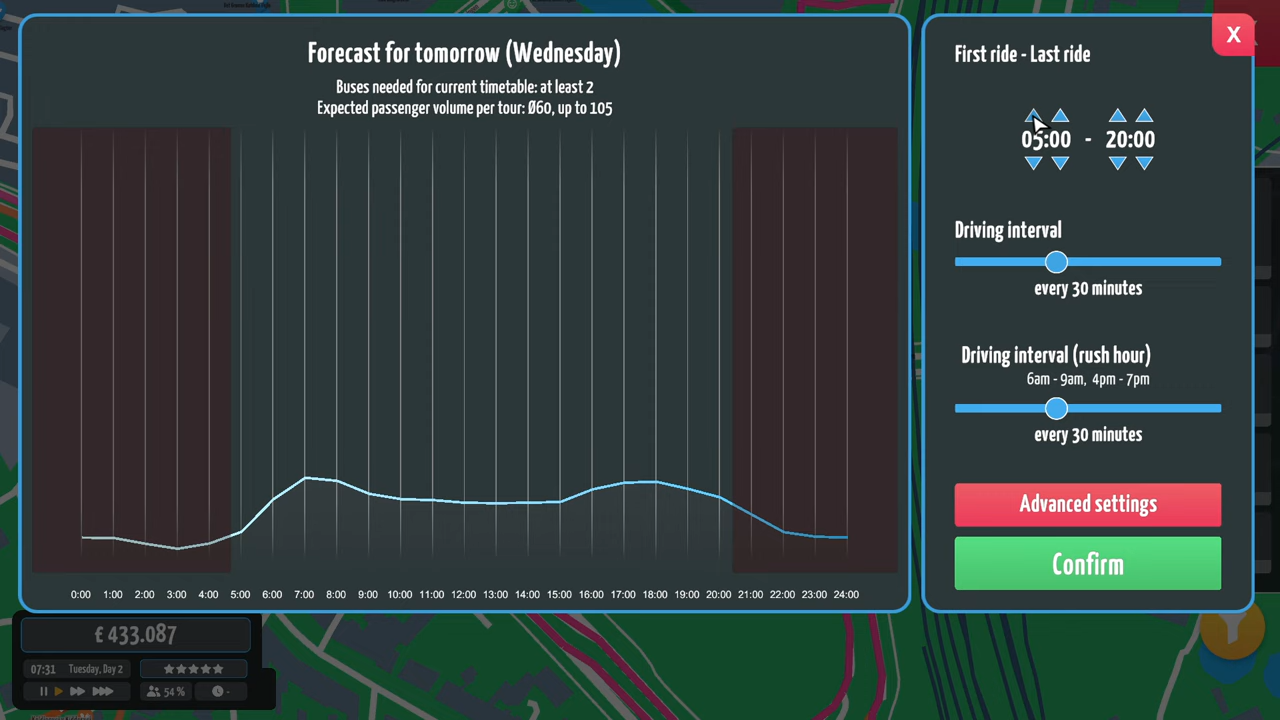 Forecast for tomorrow (Wednesday)
Buses needed for current timetable: at least 2
Expected passenger volume per tour: Ø60, up to 105
0:00 1:00 2:00 3:00 4:00 5:00 6:00 7:00 8:00 9:00 10:00 11:00 12:00 13:00 14:00 15:00 16:00 17:00 18:00 19:00 20:00 21:00 22:00 23:00 24:00
X
First ride - Last ride
05:00 - 20:00
Driving interval
every 30 minutes
Driving interval (rush hour)
6am - 9am, 4pm - 7pm
every 30 minutes
Advanced settings
Confirm
£ 433.087
07:31 Tuesday, Day 2
54 % -